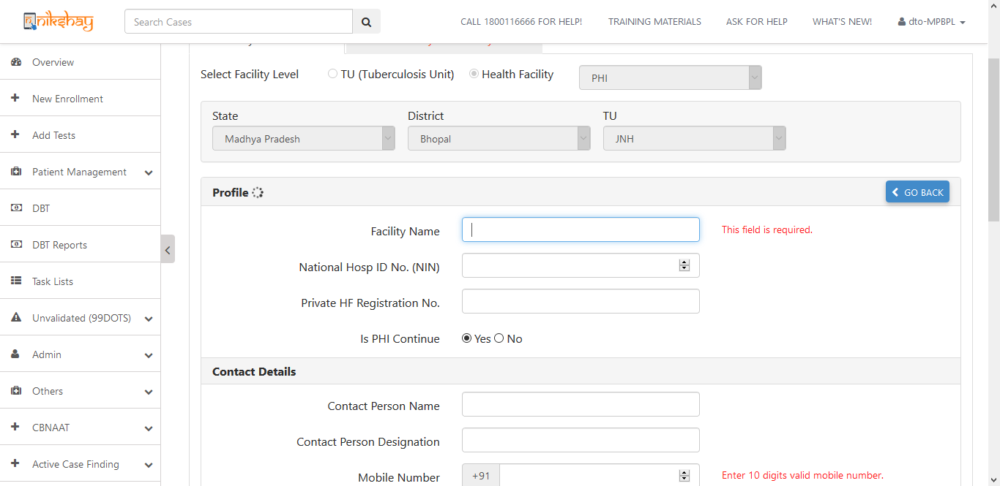 nikshay
Search Cases
CALL 1800116666 FOR HELP!
TRAINING MATERIALS
ASK FOR HELP
WHAT'S NEW!
dto-MPBPL
Overview
New Enrollment
Add Tests
Patient Management
DBT
DBT Reports
Task Lists
Unvalidated (99DOTS)
Admin
Others
CBNAAT
Active Case Finding
Select Facility Level
TU (Tuberculosis Unit)
Health Facility
PHI
State
District
TU
Madhya Pradesh
Bhopal
JNH
Profile
GO BACK
Facility Name
This field is required.
National Hosp ID No. (NIN)
Private HF Registration No.
Is PHI Continue
Yes
No
Contact Details
Contact Person Name
Contact Person Designation
Mobile Number
+91
Enter 10 digits valid mobile number.